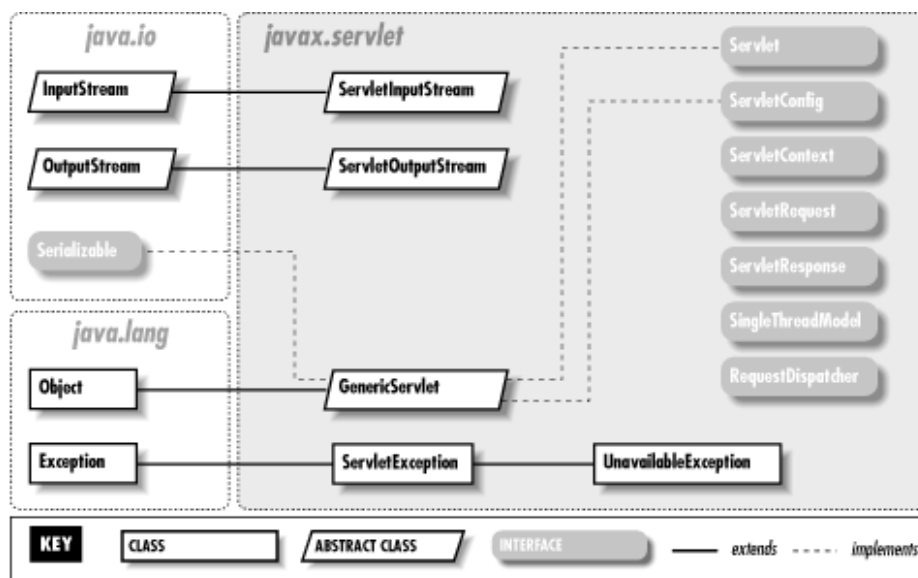 java.io
InputStream
OutputStream
Serializable
java.lang
Object
Exception
javax.servlet
ServletInputStream
ServletOutputStream
GenericServlet
ServletException
UnavailableException
Servlet
ServletConfig
ServletContext
ServletRequest
ServletResponse
SingleThreadModel
RequestDispatcher
KEY
CLASS
ABSTRACT CLASS
INTERFACE
extends
implements